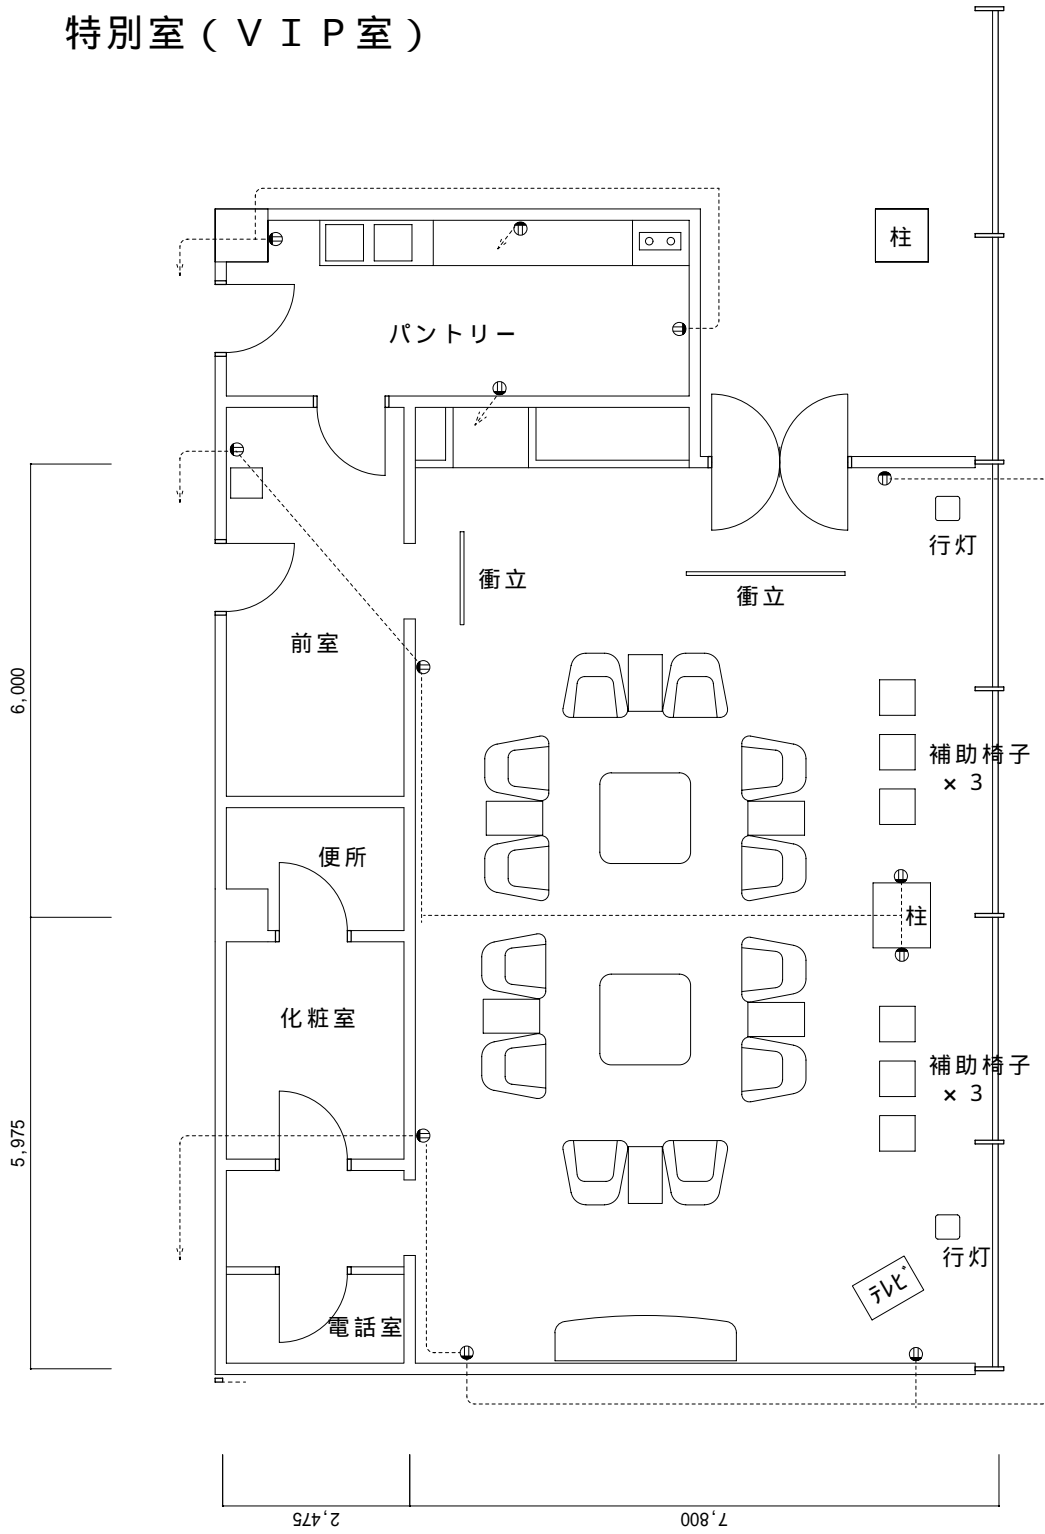 特別室（ＶＩＰ室）
柱
パントリー
行灯
衝立
衝立
前室
6,000
補助椅子
×３
便所
柱
化粧室
補助椅子
×３
5,975
行灯
テレビ
電話室
2,475
7,800